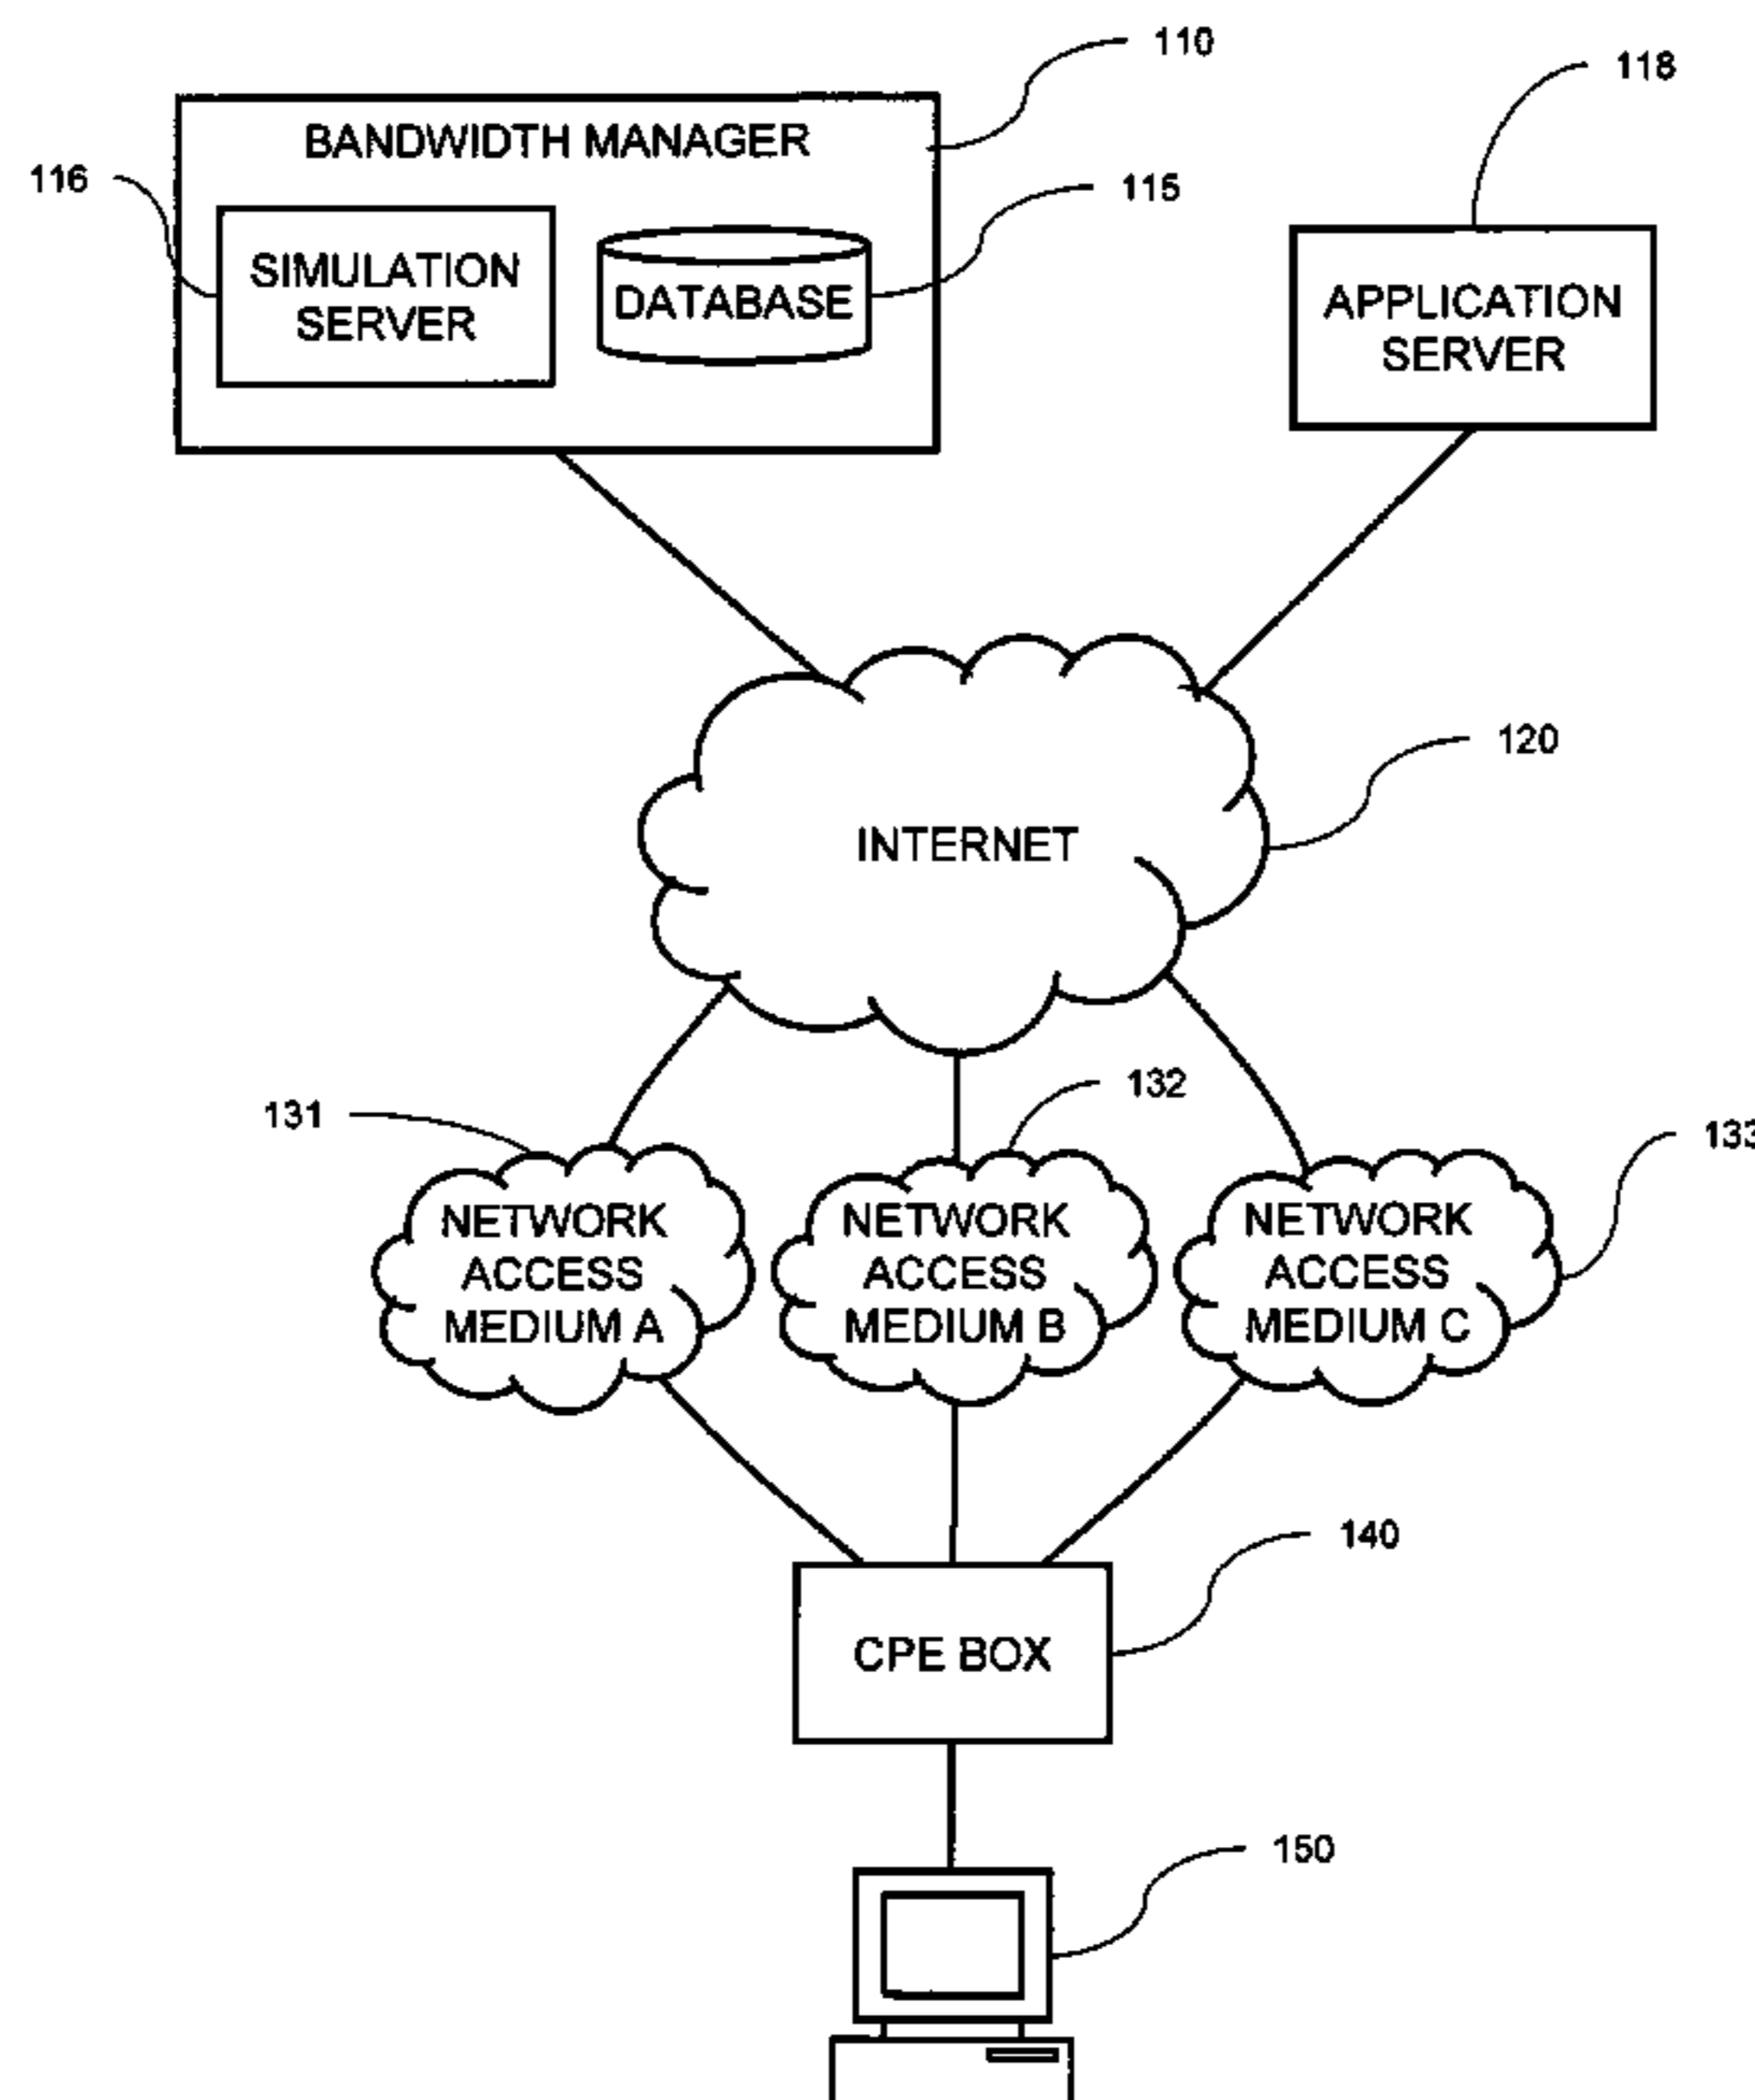 110
118
BANDWIDTH MANAGER
116
115
SIMULATION
SERVER
DATABASE
APPLICATION
SERVER
120
INTERNET
132
131
133
NETWORK
ACCESS
MEDIUM A
NETWORK
ACCESS
MEDIUM B
NETWORK
ACCESS
MEDIUM C
140
CPE BOX
150